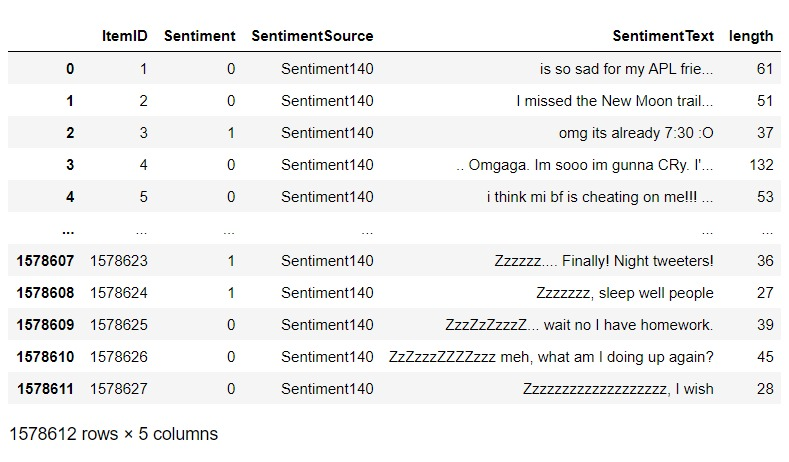 ItemID Sentiment SentimentSource SentimentText length
0 1 0 Sentiment140 is so sad for my APL frie... 61
1 2 0 Sentiment140 I missed the New Moon trail... 51
2 3 1 Sentiment140 omg its already 7:30 :O 37
3 4 0 Sentiment140 .. Omgaga. Im sooo im gunna CRy. I'... 132
4 5 0 Sentiment140 i think mi bf is cheating on me!!! ... 53
... ... ... ... ... ...
1578607 1578623 1 Sentiment140 Zzzzzz.... Finally! Night tweeters! 36
1578608 1578624 1 Sentiment140 Zzzzzzz, sleep well people 27
1578609 1578625 0 Sentiment140 ZzzZzZzzzZ... wait no I have homework. 39
1578610 1578626 0 Sentiment140 ZzZzzzZZZZzzz meh, what am I doing up again? 45
1578611 1578627 0 Sentiment140 Zzzzzzzzzzzzzzzzzzz, I wish 28
1578612 rows × 5 columns